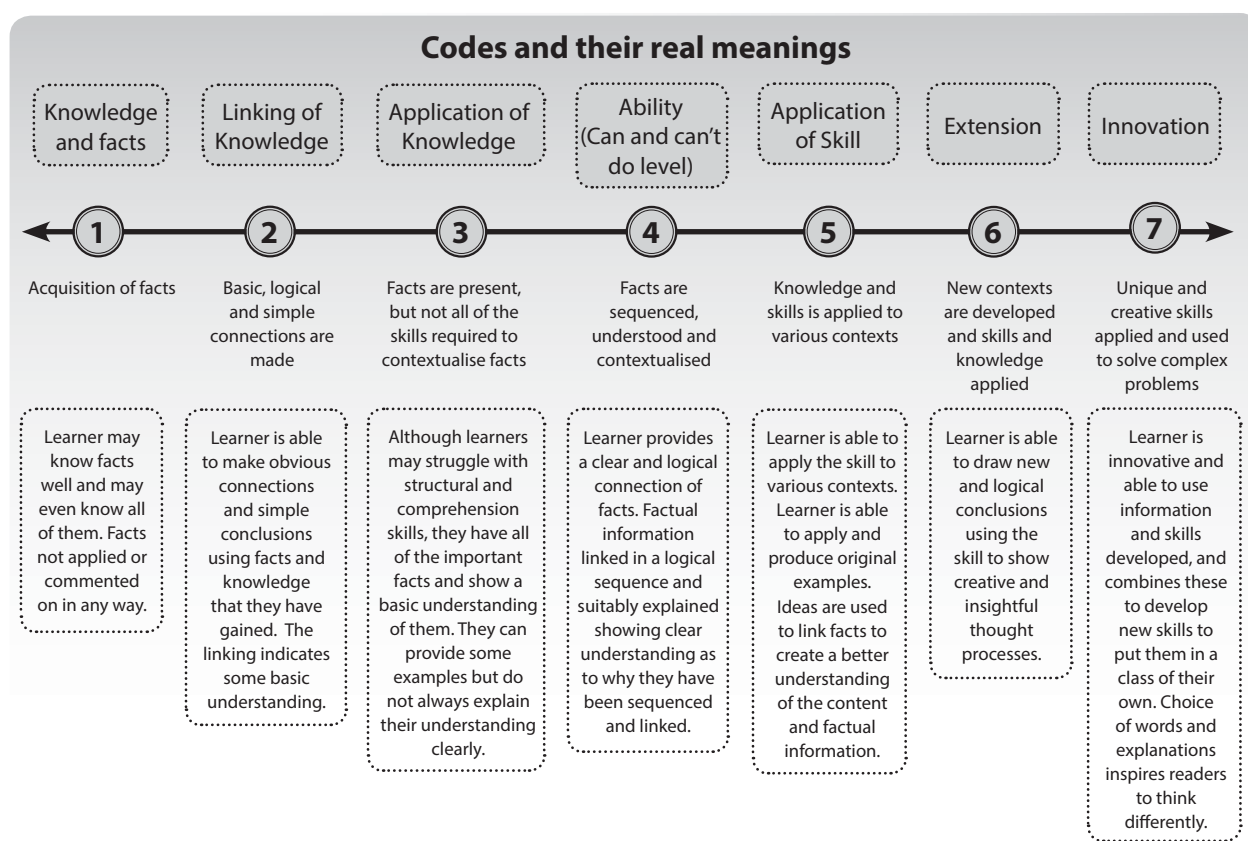 Codes and their real meanings
Knowledge
and facts
Linking of
Knowledge
Application of
Knowledge
Ability
(Can and can't
do level)
Application
of Skill
Extension
Innovation
1
2
3
4
5
6
7
Acquisition of facts
Basic, logical
and simple
connections are
made
Facts are present,
but not all of the
skills required to
contextualise facts
Facts are
sequenced,
understood and
contextualised
Knowledge and
skills is applied to
various contexts
New contexts
are developed
and skills and
knowledge
applied
Unique and
creative skills
applied and used
to solve complex
problems
Learner may
know facts
well and may
even know all
of them. Facts
not applied or
commented
on in any way.
Learner is able
to make obvious
connections
and simple
conclusions
using facts and
knowledge
that they have
gained. The
linking indicates
some basic
understanding.
Although learners
may struggle with
structural and
comprehension
skills, they have all
of the important
facts and show a
basic understanding
of them. They can
provide some
examples but do
not always explain
their understanding
clearly.
Learner provides
a clear and logical
connection of
facts. Factual
information
linked in a logical
sequence and
suitably explained
showing clear
understanding as
to why they have
been sequenced
and linked.
Learner is able to
apply the skill to
various contexts.
Learner is able
to apply and
produce original
examples.
Ideas are used
to link facts to
create a better
understanding
of the content
and factual
information.
Learner is able
to draw new
and logical
conclusions
using the
skill to show
creative and
insightful
thought
processes.
Learner is
innovative and
able to use
information
and skills
developed, and
combines these
to develop
new skills to
put them in a
class of their
own. Choice
of words and
explanations
inspires readers
to think
differently.